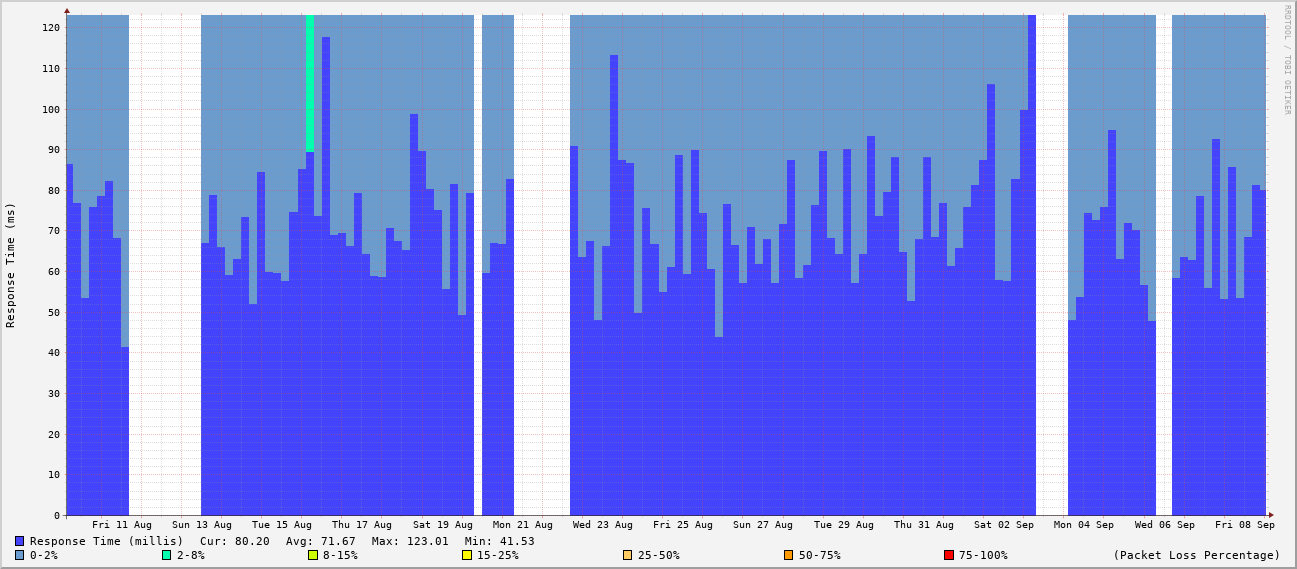 RRDTOOL / TOBI OETIKER
Response Time (ms)
120
110
100
90
80
70
60
50
40
30
20
10
0
Fri 11 Aug Sun 13 Aug Tue 15 Aug Thu 17 Aug Sat 19 Aug Mon 21 Aug Wed 23 Aug Fri 25 Aug Sun 27 Aug Tue 29 Aug Thu 31 Aug Sat 02 Sep Mon 04 Sep Wed 06 Sep Fri 08 Sep
Response Time (millis) Cur: 80.20 Avg: 71.67 Max: 123.01 Min: 41.53
0-2% 2-8% 8-15% 15-25% 25-50% 50-75% 75-100% (Packet Loss Percentage)